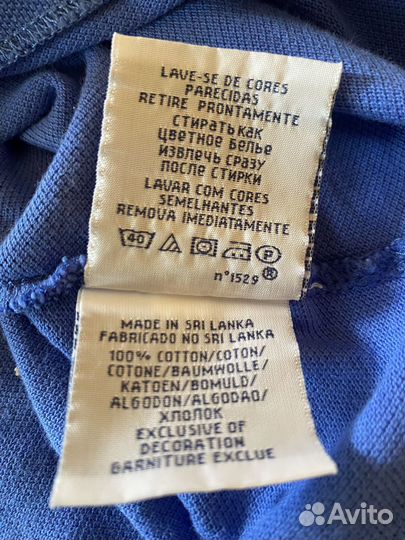 LAVE-SE DE CORES
PARECIDAS
RETIRE PRONTAMENTE
СТИРАТЬ КАК
ЦВЕТНОЕ БЕЛЬЕ
ИЗВЛЕЧЬ СРАЗУ
ПОСЛЕ СТИРКИ
LAVAR COM CORES
SEMELHANTES
REMOVA IMEDIATAMENTE
40 P
n°1529®
MADE IN SRI LANKA
FABRICADO NO SRI LANKA
100% COTTON/COTON/
COTONE/BAUMWOLLE/
KATOEN/BOMULD/
ALGODON/ALGODAO/
ХЛОПОК
EXCLUSIVE OF
DECORATION
GARNITURE EXCLUE
Avito